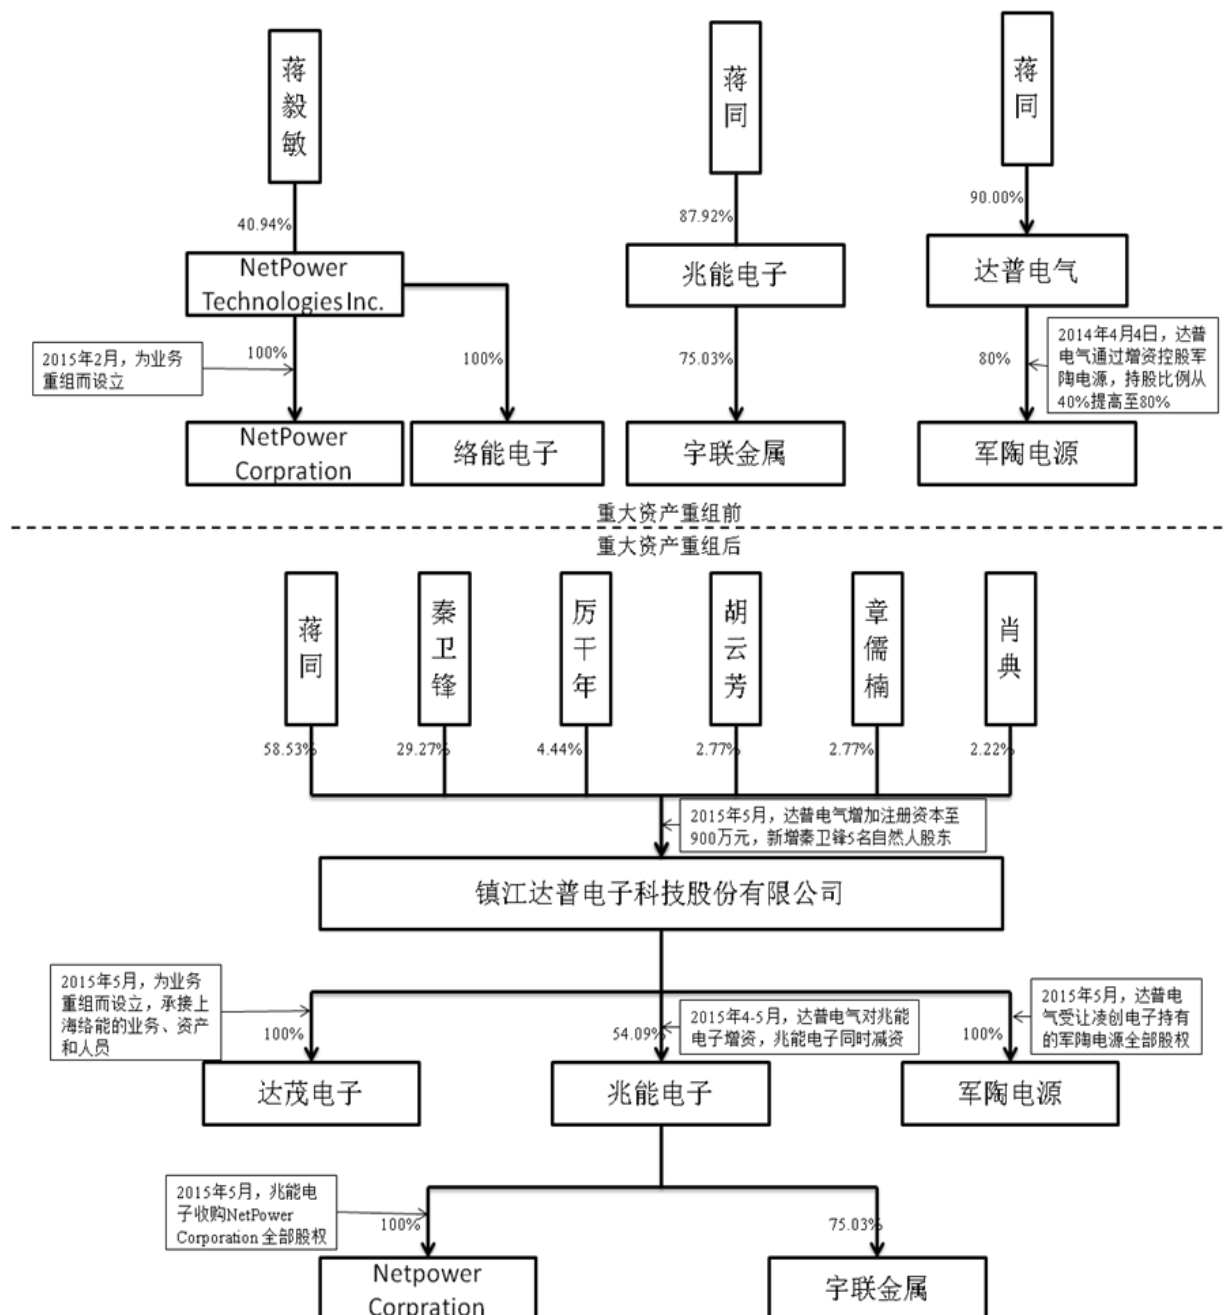 蒋毅敏
蒋同
蒋同
40.94%
87.92%
90.00%
NetPower
Technologies Inc.
兆能电子
达普电气
2015年2月，为业务
重组而设立
100%
100%
75.03%
80%
2014年4月4日，达普
电气通过增资控股军
陶电源，持股比例从
40%提高至80%
NetPower
Corpration
络能电子
宇联金属
军陶电源
重大资产重组前
重大资产重组后
蒋同
秦卫锋
厉干年
胡云芳
章儒楠
肖典
58.53%
29.27%
4.44%
2.77%
2.77%
2.22%
2015年5月，达普电气增加注册资本至
900万元，新增秦卫锋5名自然人股东
镇江达普电子科技股份有限公司
2015年5月，为业务
重组而设立，承接上
海络能的业务、资产
和人员
100%
54.09%
2015年4-5月，达普电气对兆能
电子增资，兆能电子同时减资
100%
2015年5月，达普电
气受让凌创电子持有
的军陶电源全部股权
达茂电子
兆能电子
军陶电源
2015年5月，兆能电
子收购NetPower
Corporation 全部股权
100%
75.03%
Netpower
Corpration
宇联金属